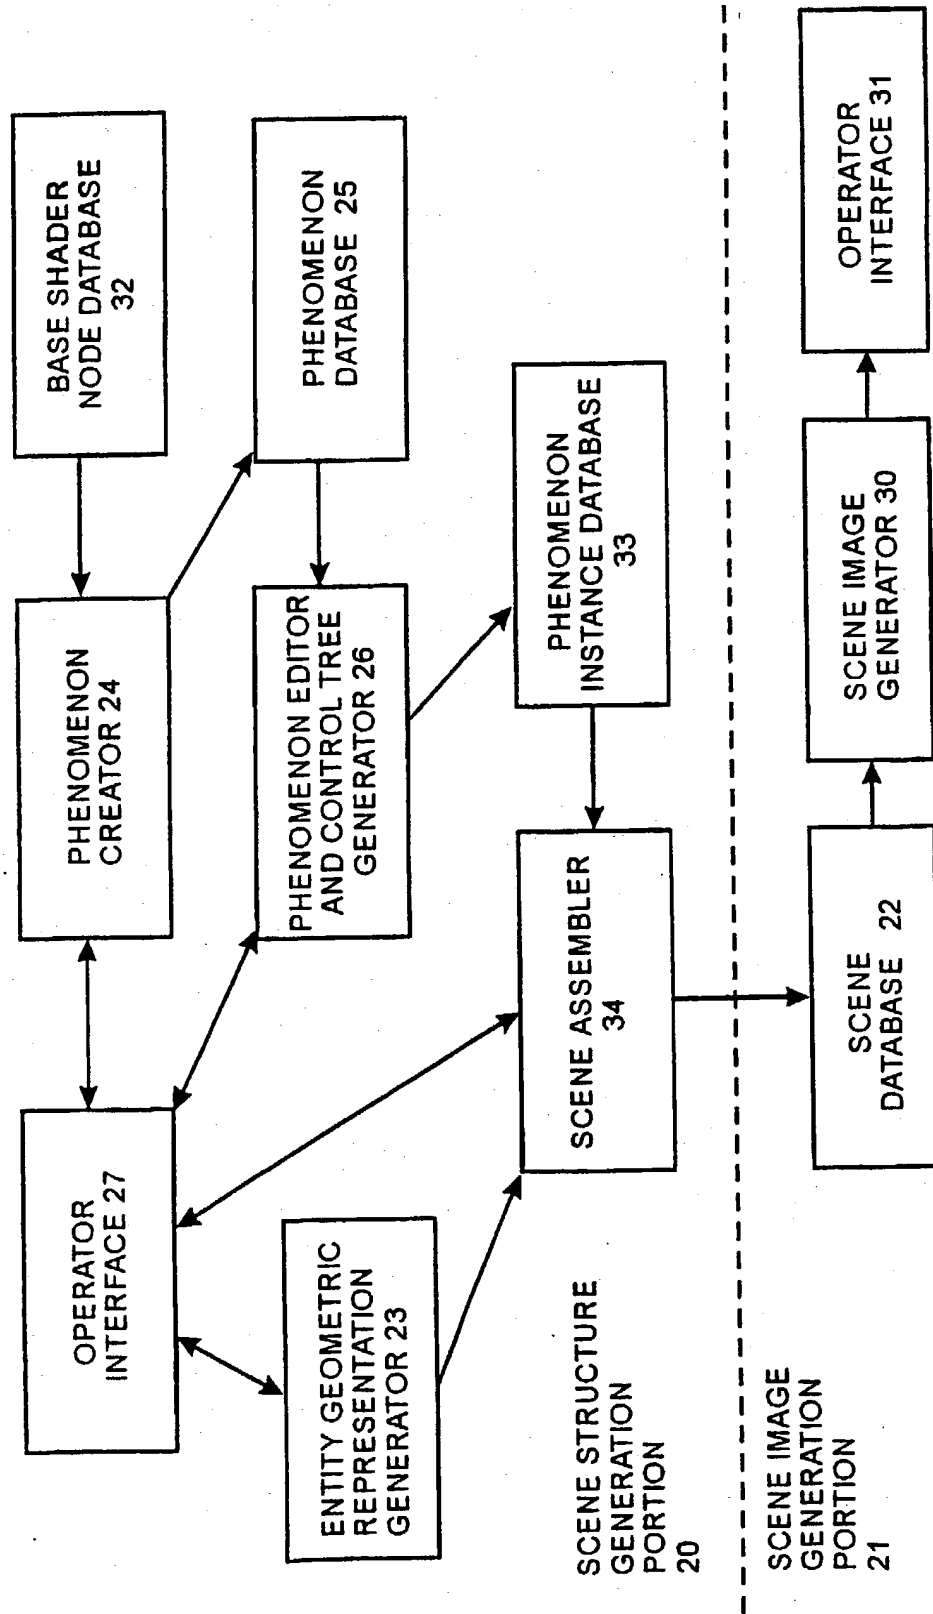 OPERATOR
INTERFACE 27
PHENOMENON
CREATOR 24
BASE SHADER
NODE DATABASE
32
ENTITY GEOMETRIC
REPRESENTATION
GENERATOR 23
PHENOMENON EDITOR
AND CONTROL TREE
GENERATOR 26
PHENOMENON
DATABASE 25
SCENE ASSEMBLER
34
PHENOMENON
INSTANCE DATABASE
33
SCENE STRUCTURE
GENERATION
PORTION
20
SCENE IMAGE
GENERATION
PORTION
21
SCENE
DATABASE 22
SCENE IMAGE
GENERATOR 30
OPERATOR
INTERFACE 31